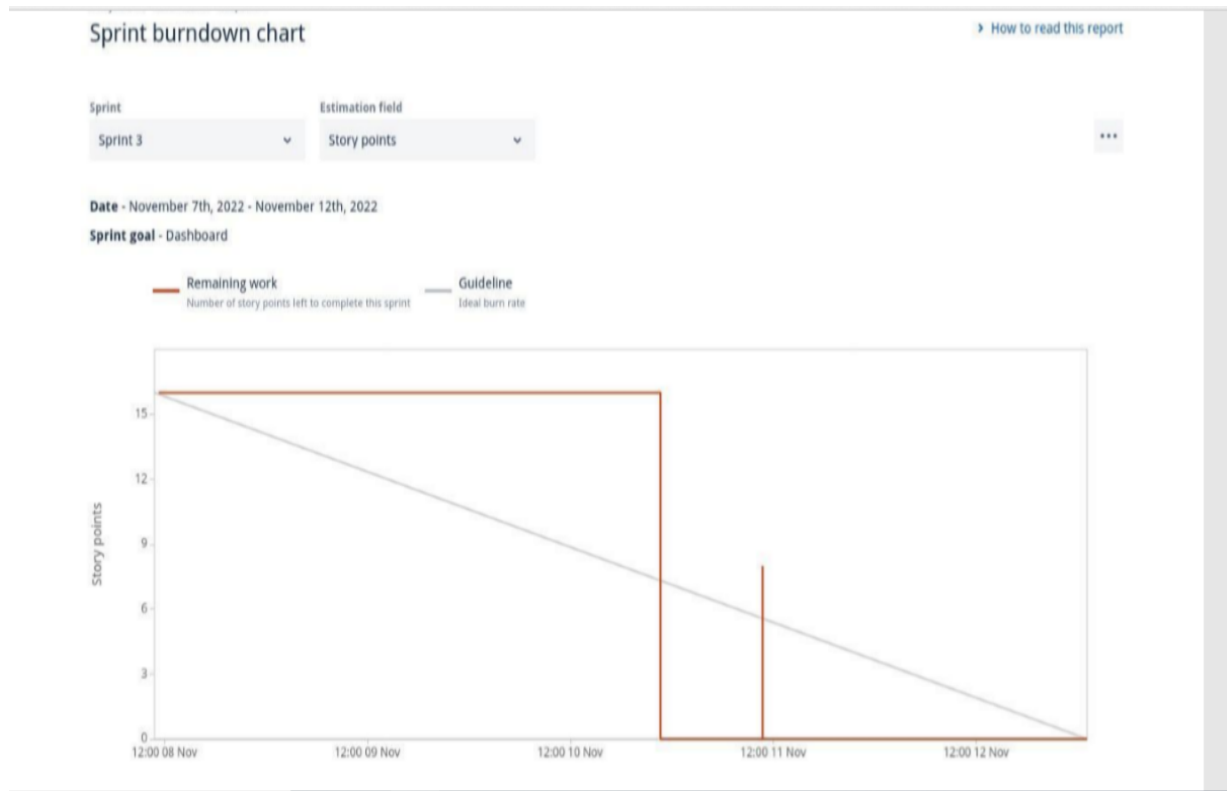 Sprint burndown chart
How to read this report
Sprint
Estimation field
Sprint 3
Story points
Date - November 7th, 2022 - November 12th, 2022
Sprint goal - Dashboard
Remaining work
Number of story points left to complete this sprint
Guideline
Ideal burn rate
Story points
15
12
9
6
3
0
12:00 08 Nov
12:00 09 Nov
12:00 10 Nov
12:00 11 Nov
12:00 12 Nov